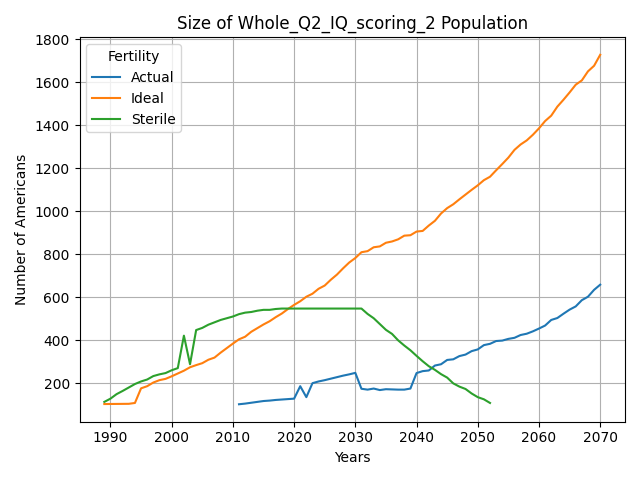 Size of Whole_Q2_IQ_scoring_2 Population
Number of Americans
1800
1600
1400
1200
1000
800
600
400
200
Fertility
Actual
Ideal
Sterile
1990 2000 2010 2020 2030 2040 2050 2060 2070
Years